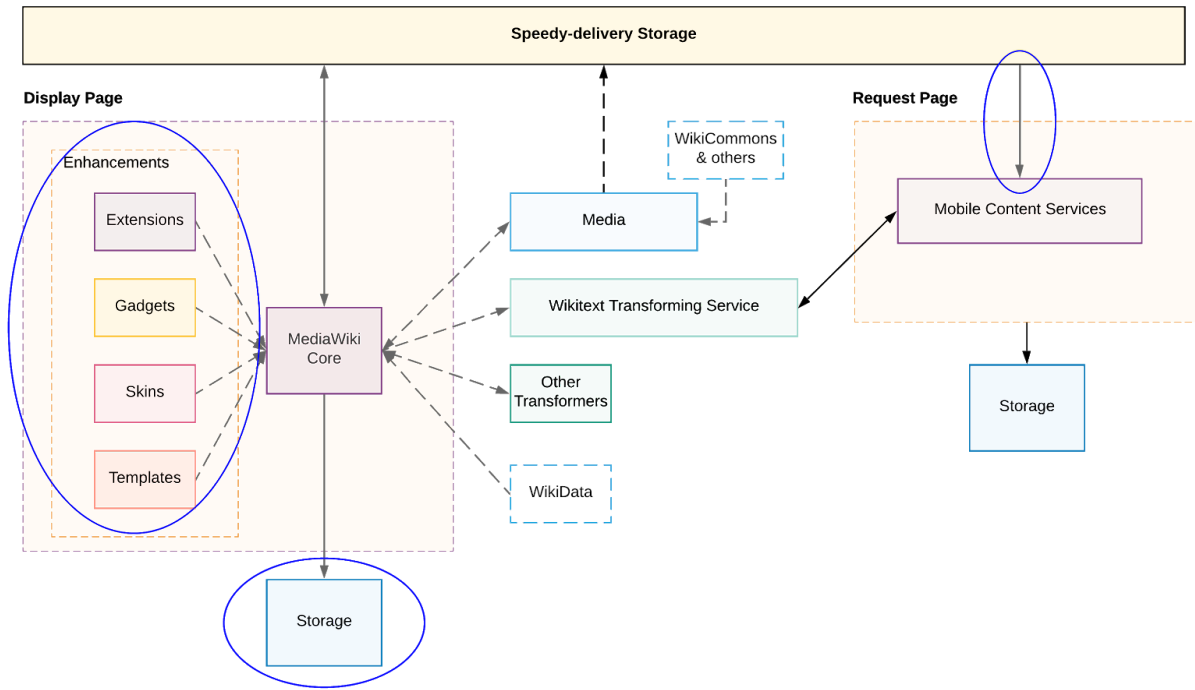 Speedy-delivery Storage
Display Page
Request Page
Enhancements
Extensions
Gadgets
Skins
Templates
MediaWiki
Core
Storage
WikiCommons
& others
Media
Wikitext Transforming Service
Other
Transformers
WikiData
Mobile Content Services
Storage